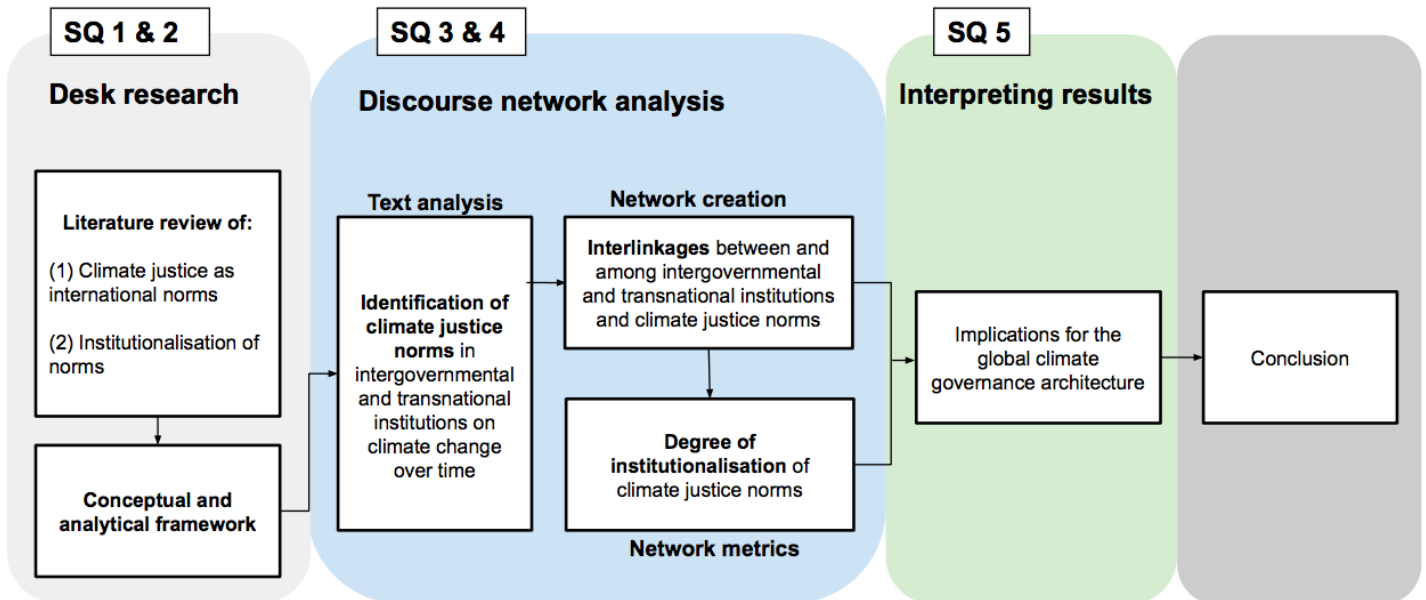 SQ 1 & 2
Desk research
Literature review of:
(1) Climate justice as
international norms
(2) Institutionalisation of
norms
Conceptual and
analytical framework
SQ 3 & 4
Discourse network analysis
Text analysis
Identification of
climate justice
norms in
intergovernmental
and transnational
institutions on
climate change
over time
Network creation
Interlinkages between and
among intergovernmental
and transnational institutions
and climate justice norms
Degree of
institutionalisation of
climate justice norms
Network metrics
SQ 5
Interpreting results
Implications for the
global climate
governance architecture
Conclusion